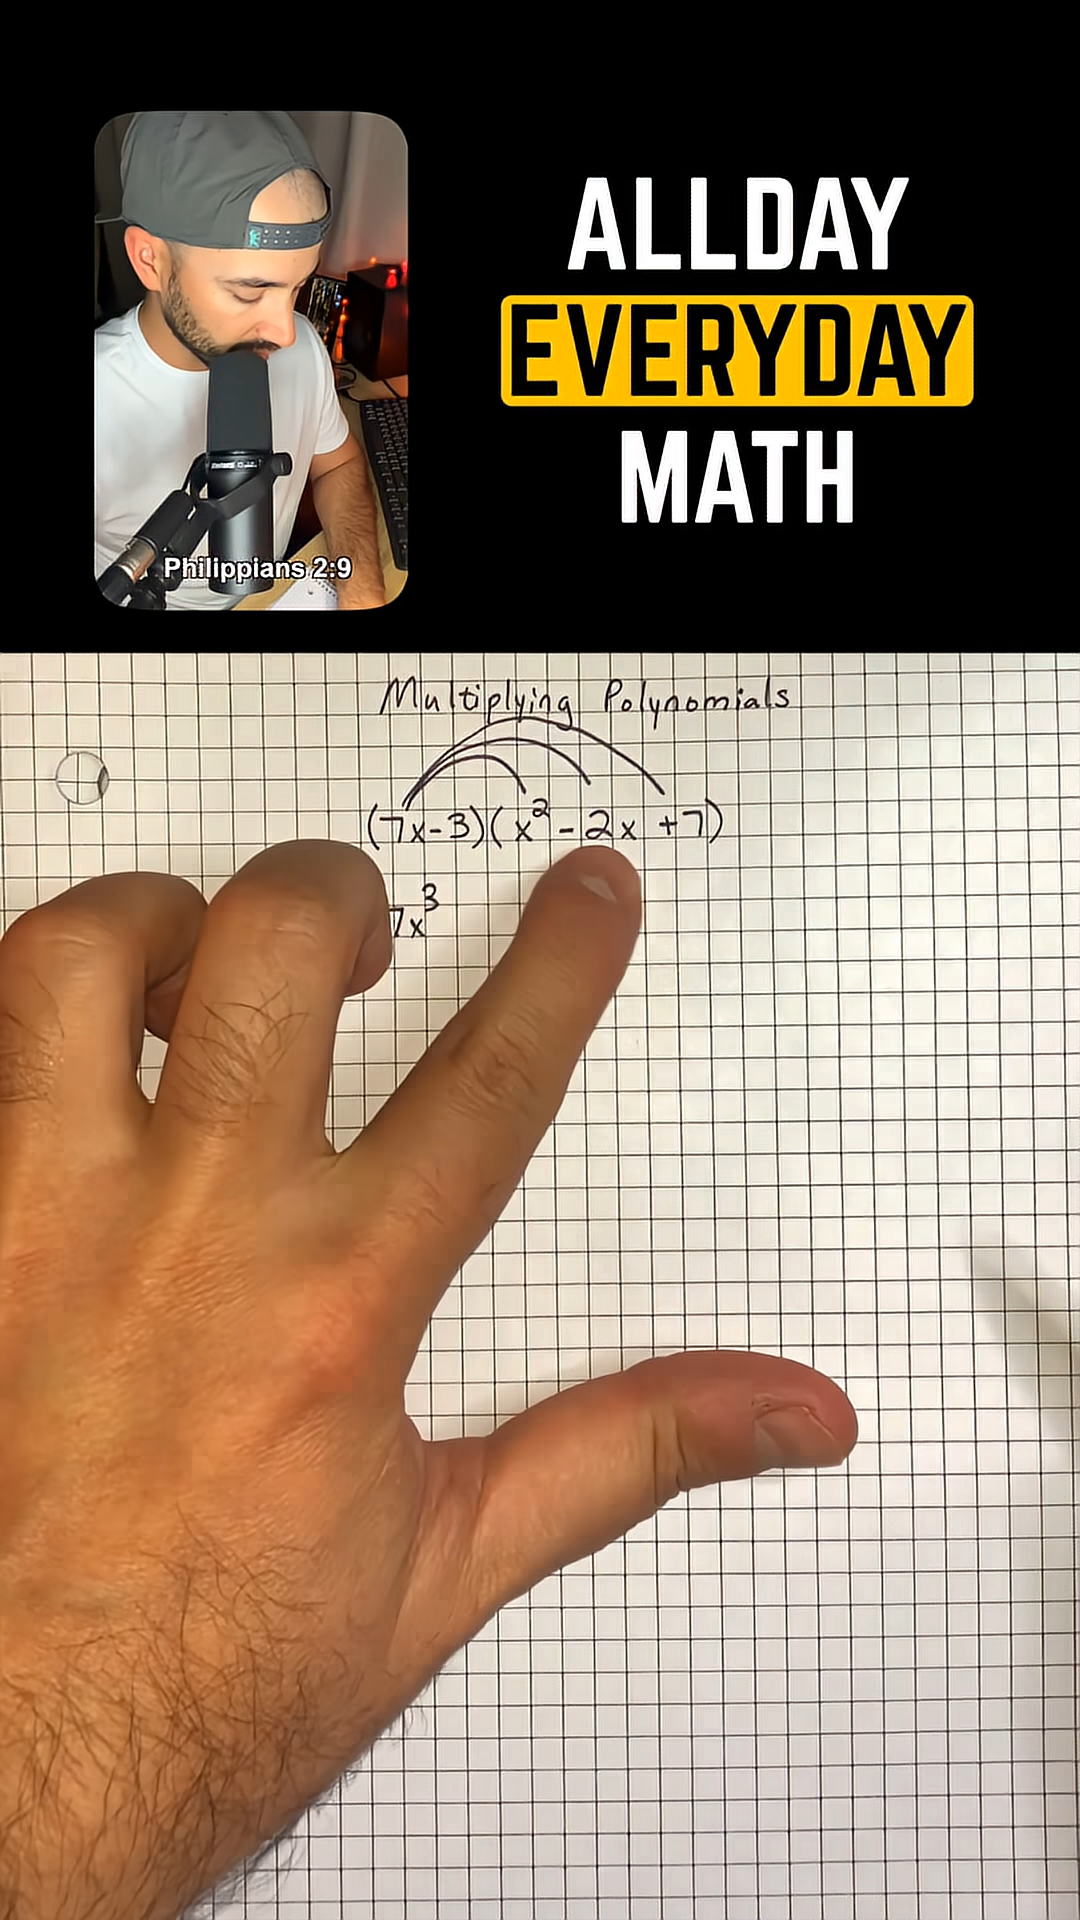 ALLDAY
EVERYDAY
MATH
Philippians 2:9
Multiplying Polynomials
(7x-3)(x² -2x +7)
7x³